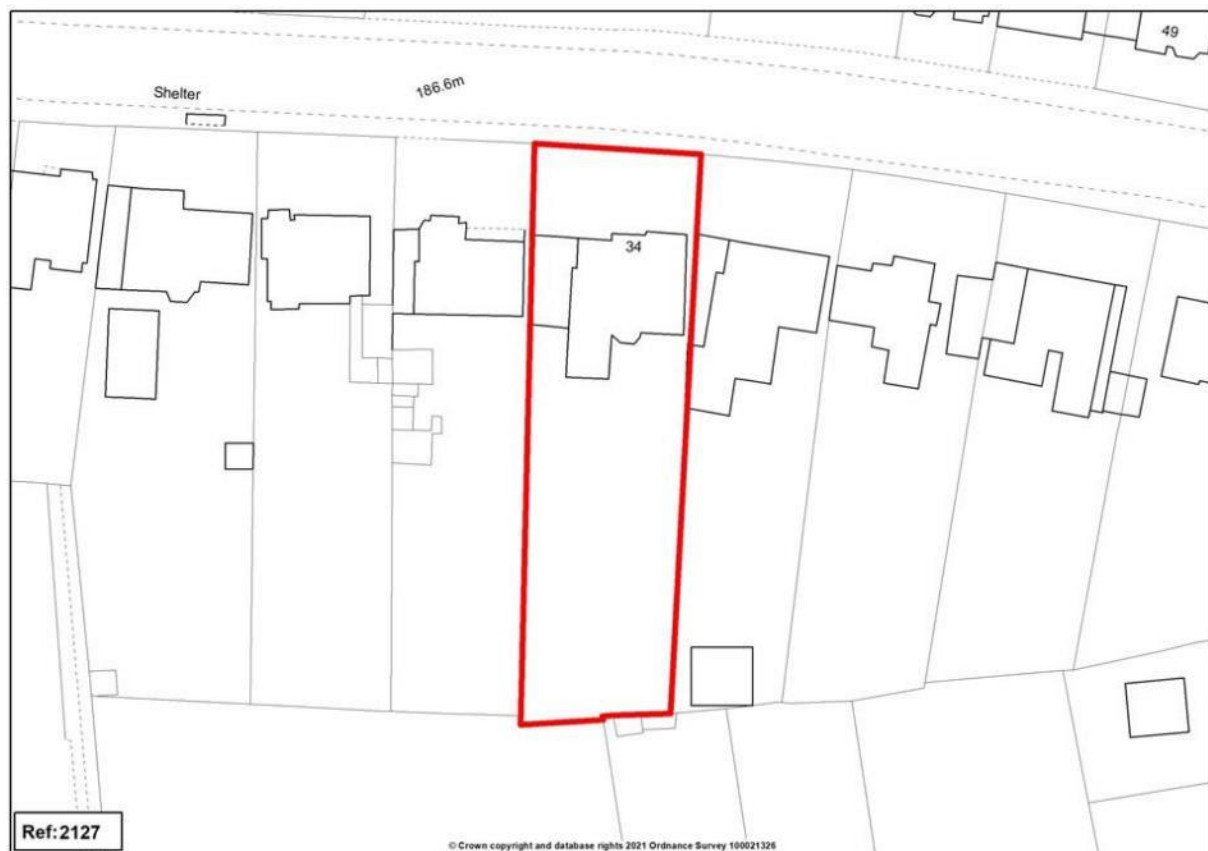 49
186.6m
Shelter
34
Ref:2127
© Crown copyright and database rights 2021 Ordnance Survey 100021326